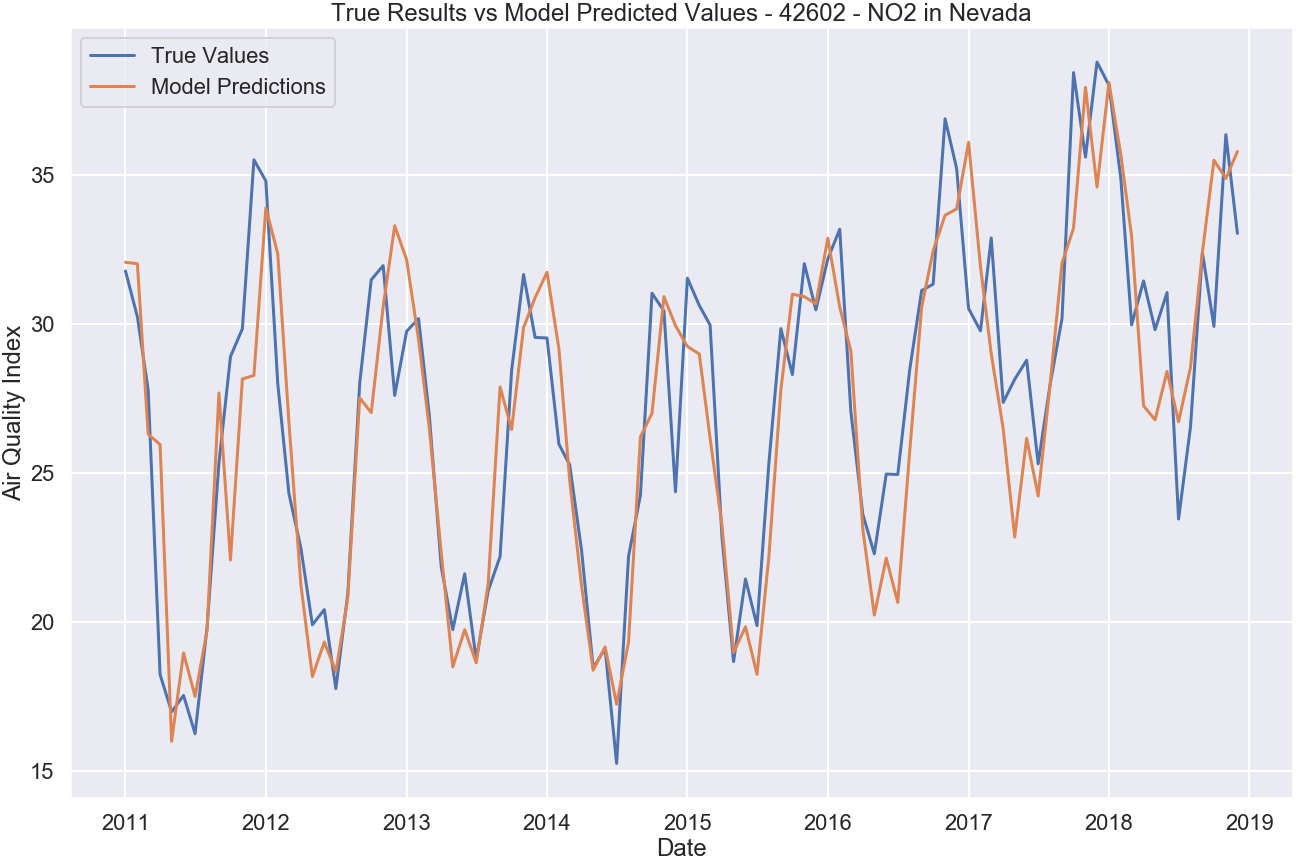 True Results vs Model Predicted Values - 42602 - NO2 in Nevada
True Values
Model Predictions
Air Quality Index
35
30
25
20
15
2011 2012 2013 2014 2015 2016 2017 2018 2019
Date